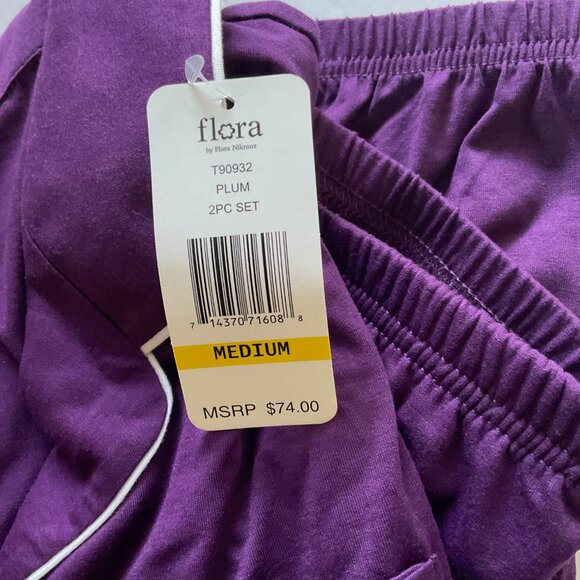 flora
by Flora Nikrooz
T90932
PLUM
2PC SET
7 14370 71608 8
MEDIUM
MSRP $74.00